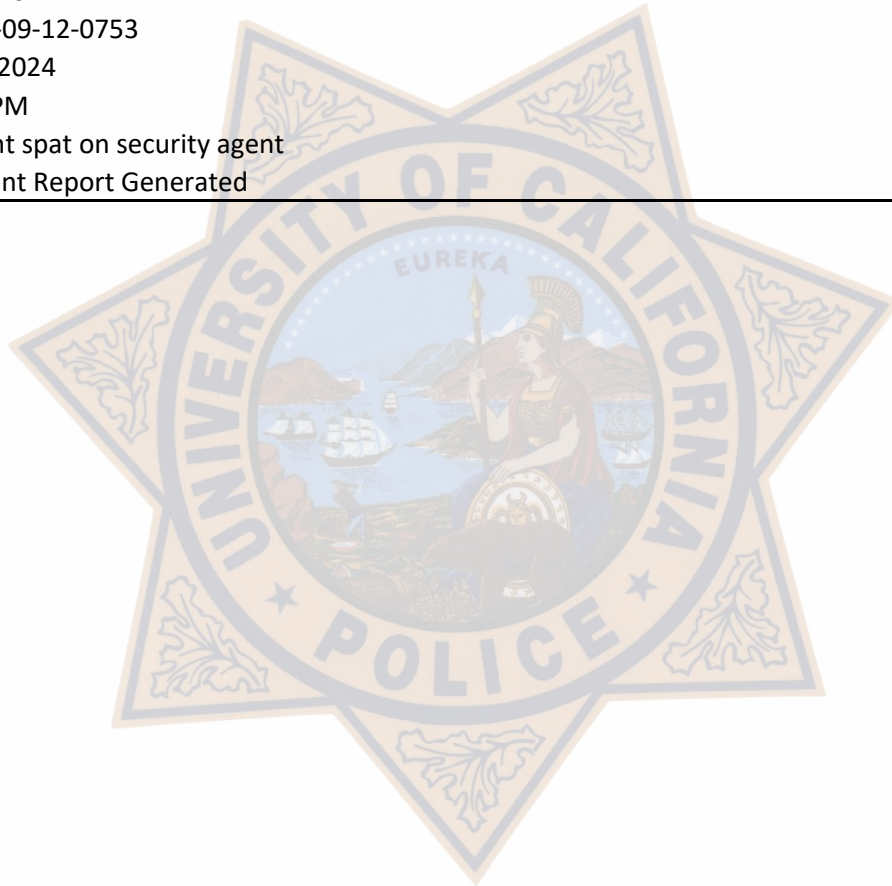 -09-12-0753
2024
PM
nt spat on security agent
nt Report Generated
UNIVERSITY OF CALIFORNIA
EUREKA
POLICE